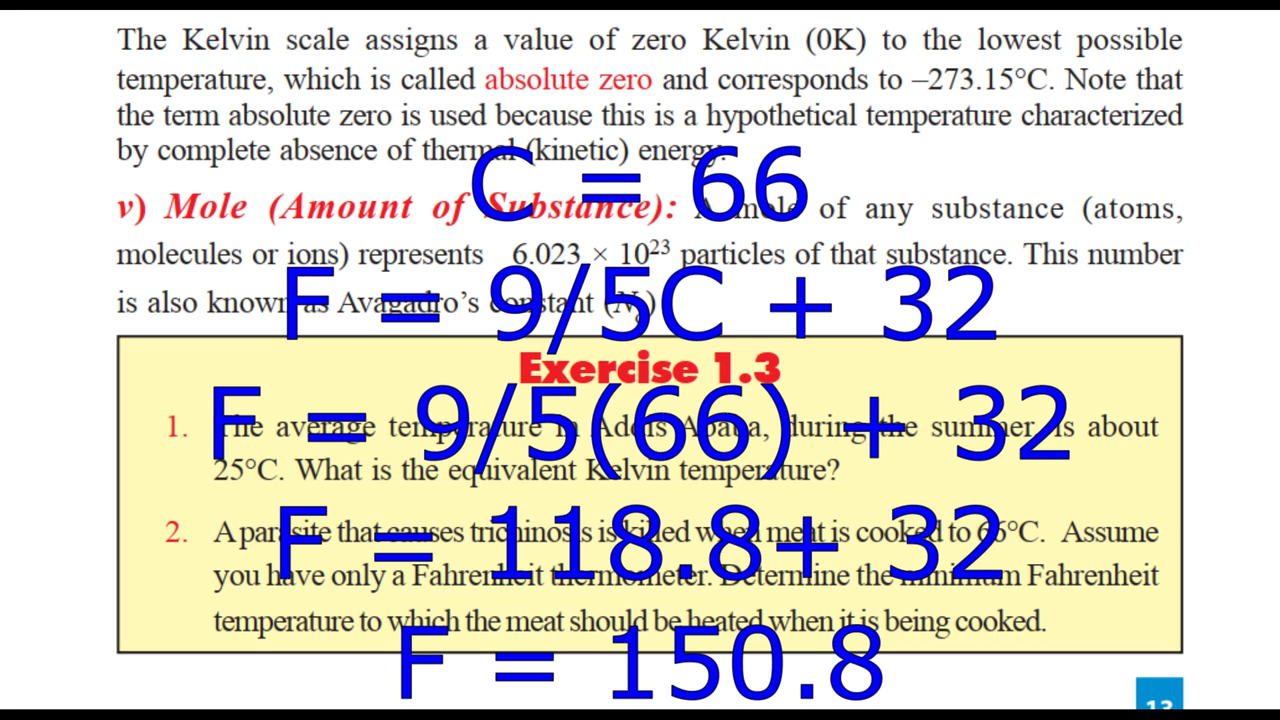 The Kelvin scale assigns a value of zero Kelvin (0K) to the lowest possible
temperature, which is called absolute zero and corresponds to –273.15°C. Note that
the term absolute zero is used because this is a hypothetical temperature characterized
by complete absence of thermal (kinetic) energy.
C = 66
v) Mole (Amount of Substance): A mole of any substance (atoms,
molecules or ions) represents 6.023 × 10²³ particles of that substance. This number
F = 9/5C + 32
is also known as Avagadro’s constant (Nₒ)
Exercise 1.3
F = 9/5(66) + 32
1. The average temperature in Addis Ababa, during the summer, is about
25°C. What is the equivalent Kelvin temperature?
F = 118.8+ 32
2. A parasite that causes trichinosis is killed when meat is cooked to 66°C. Assume
you have only a Fahrenheit thermometer. Determine the minimum Fahrenheit
temperature to which the meat should be heated when it is being cooked.
F = 150.8
13